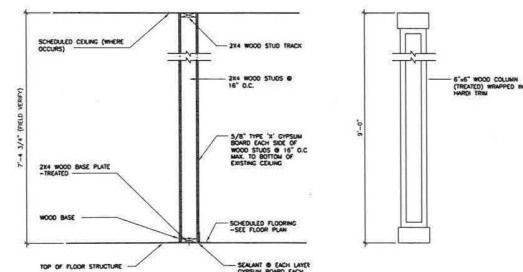 SCHEDULED CEILING (WHERE
OCCURS)
2X4 WOOD STUD TRACK
2X4 WOOD STUDS @
16" O.C.
7'-4 3/4" (FIELD VERIFY)
5/8" TYPE 'X' GYPSUM
BOARD EACH SIDE OF
WOOD STUDS @ 16" O.C
MAX. TO BOTTOM OF
EXISTING CEILING
2X4 WOOD BASE PLATE
-TREATED
WOOD BASE
SCHEDULED FLOORING
-SEE FLOOR PLAN
TOP OF FLOOR STRUCTURE
SEALANT @ EACH LAYER
GYPSUM BOARD EACH
9'-0"
6"x6" WOOD COLUMN
(TREATED) WRAPPED IN
HARDI TRIM